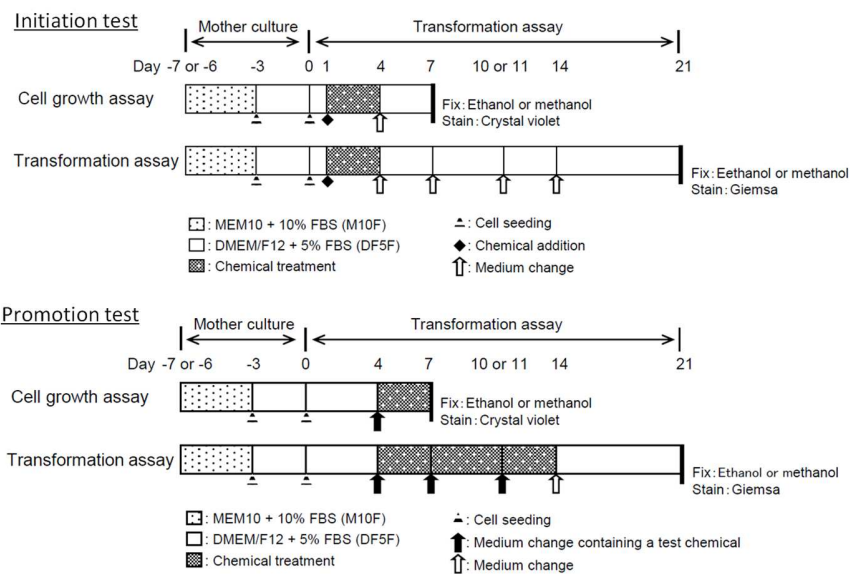 Initiation test
Mother culture Transformation assay
Day -7 or -6 -3 0 1 4 7 10 or 11 14 21
Cell growth assay
Fix : Ethanol or methanol
Stain : Crystal violet
Transformation assay
Fix : Eethanol or methanol
Stain : Giemsa
: MEM10 + 10% FBS (M10F)
: DMEM/F12 + 5% FBS (DF5F)
: Chemical treatment
: Cell seeding
: Chemical addition
: Medium change
Promotion test
Mother culture Transformation assay
Day -7 or -6 -3 0 4 7 10 or 11 14 21
Cell growth assay
Fix : Ethanol or methanol
Stain : Crystal violet
Transformation assay
Fix : Ethanol or methanol
Stain : Giemsa
: MEM10 + 10% FBS (M10F)
: DMEM/F12 + 5% FBS (DF5F)
: Chemical treatment
: Cell seeding
: Medium change containing a test chemical
: Medium change